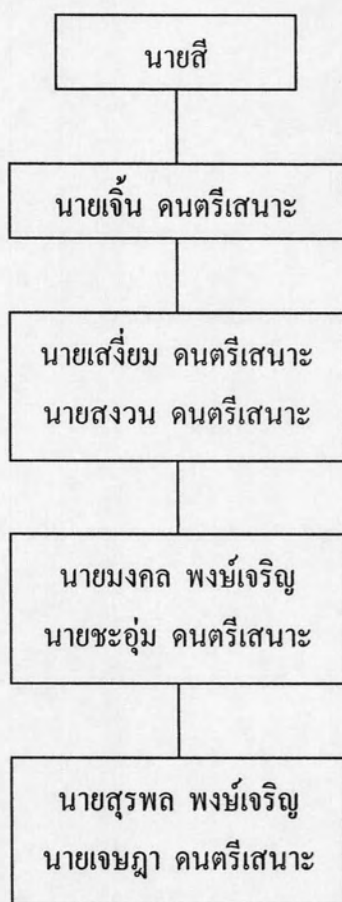 นายสี
นายเจิ้น ดนตรีเสนาะ
นายเสงี่ยม ดนตรีเสนาะ
นายสงวน ดนตรีเสนาะ
นายมงคล พงษ์เจริญ
นายชะอุ่ม ดนตรีเสนาะ
นายสุรพล พงษ์เจริญ
นายเจษฎา ดนตรีเสนาะ